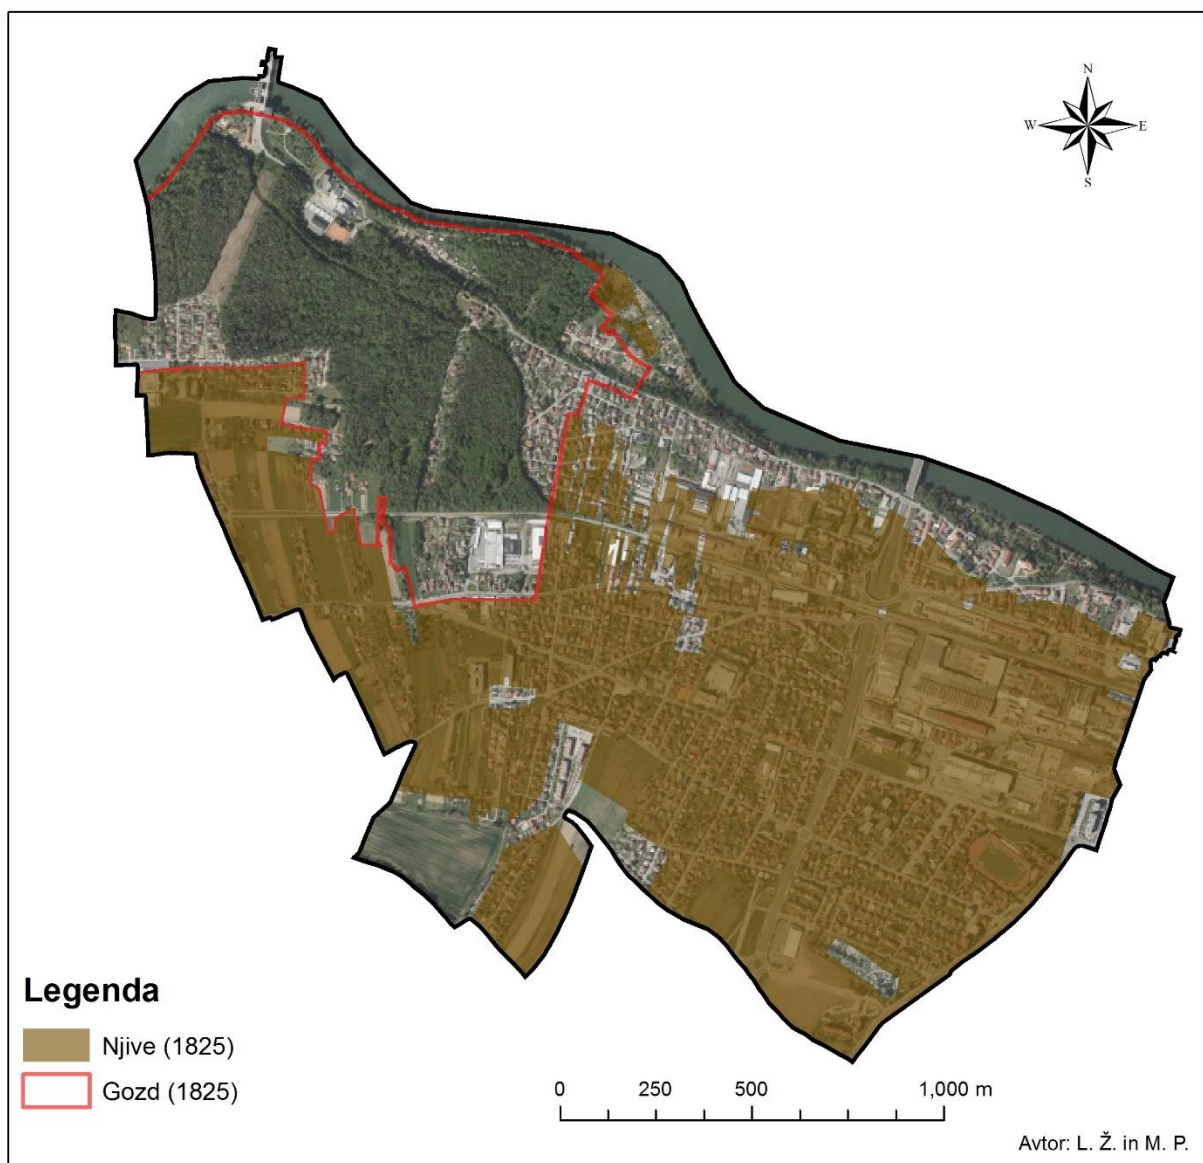 N
W E
S
Legenda
Njive (1825)
Gozd (1825)
0 250 500 1,000 m
Avtor: L. Ž. in M. P.